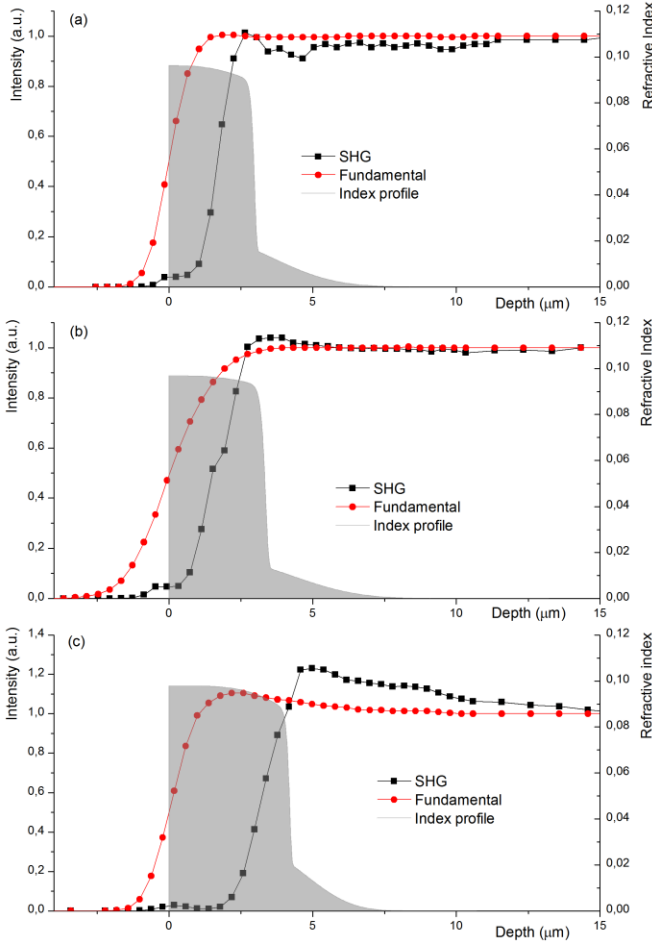 (a)
Intensity (a.u.)
1,0
0,8
0,6
0,4
0,2
0,0
Refractive Index
0,12
0,10
0,08
0,06
0,04
0,02
0,00
SHG
Fundamental
Index profile
0 5 10 15
Depth (μm)
(b)
Intensity (a.u.)
1,0
0,8
0,6
0,4
0,2
0,0
Refractive Index
0,12
0,10
0,08
0,06
0,04
0,02
0,00
SHG
Fundamental
Index profile
0 5 10 15
Depth (μm)
(c)
Intensity (a.u.)
1,4
1,2
1,0
0,8
0,6
0,4
0,2
0,0
Refractive index
0,12
0,10
0,08
0,06
0,04
0,02
0,00
SHG
Fundamental
Index profile
0 5 10 15
Depth (μm)